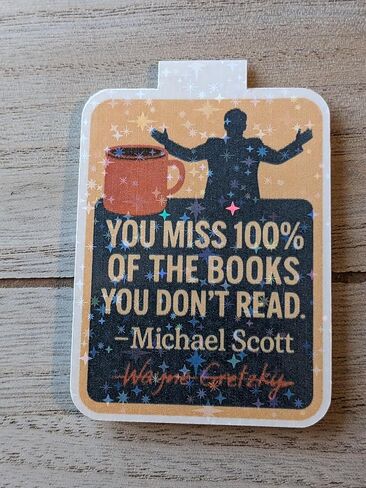 YOU MISS 100%
OF THE BOOKS
YOU DON'T READ.
–Michael Scott
Wayne Gretzky